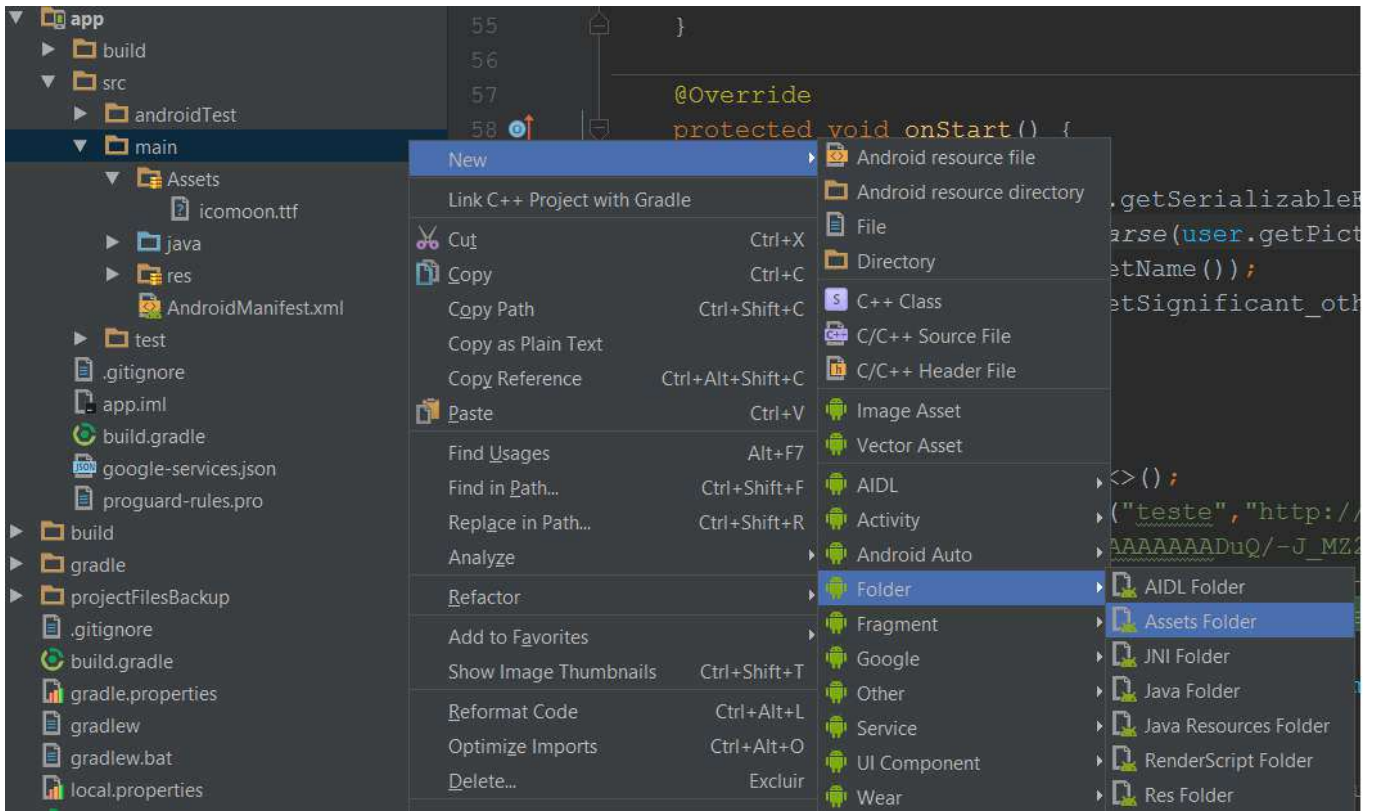 app
build
src
androidTest
main
Assets
icomoon.ttf
java
res
AndroidManifest.xml
test
.gitignore
app.iml
build.gradle
google-services.json
proguard-rules.pro
build
gradle
projectFilesBackup
.gitignore
build.gradle
gradle.properties
gradlew
gradlew.bat
local.properties
55 }
56
57 @Override
58 protected void onStart() {
.getSerializableE
arse(user.getPict
etName());
etSignificant_oth
<>();
("teste","http://
AAAAAAADuQ/-J_MZ2
New
Link C++ Project with Gradle
Cut Ctrl+X
Copy Ctrl+C
Copy Path Ctrl+Shift+C
Copy as Plain Text
Copy Reference Ctrl+Alt+Shift+C
Paste Ctrl+V
Find Usages Alt+F7
Find in Path... Ctrl+Shift+F
Replace in Path... Ctrl+Shift+R
Analyze
Refactor
Add to Favorites
Show Image Thumbnails Ctrl+Shift+T
Reformat Code Ctrl+Alt+L
Optimize Imports Ctrl+Alt+O
Delete... Excluir
Android resource file
Android resource directory
File
Directory
S C++ Class
C++ C/C++ Source File
h C/C++ Header File
Image Asset
Vector Asset
AIDL
Activity
Android Auto
Folder
Fragment
Google
Other
Service
UI Component
Wear
AIDL Folder
Assets Folder
JNI Folder
Java Folder
Java Resources Folder
RenderScript Folder
Res Folder